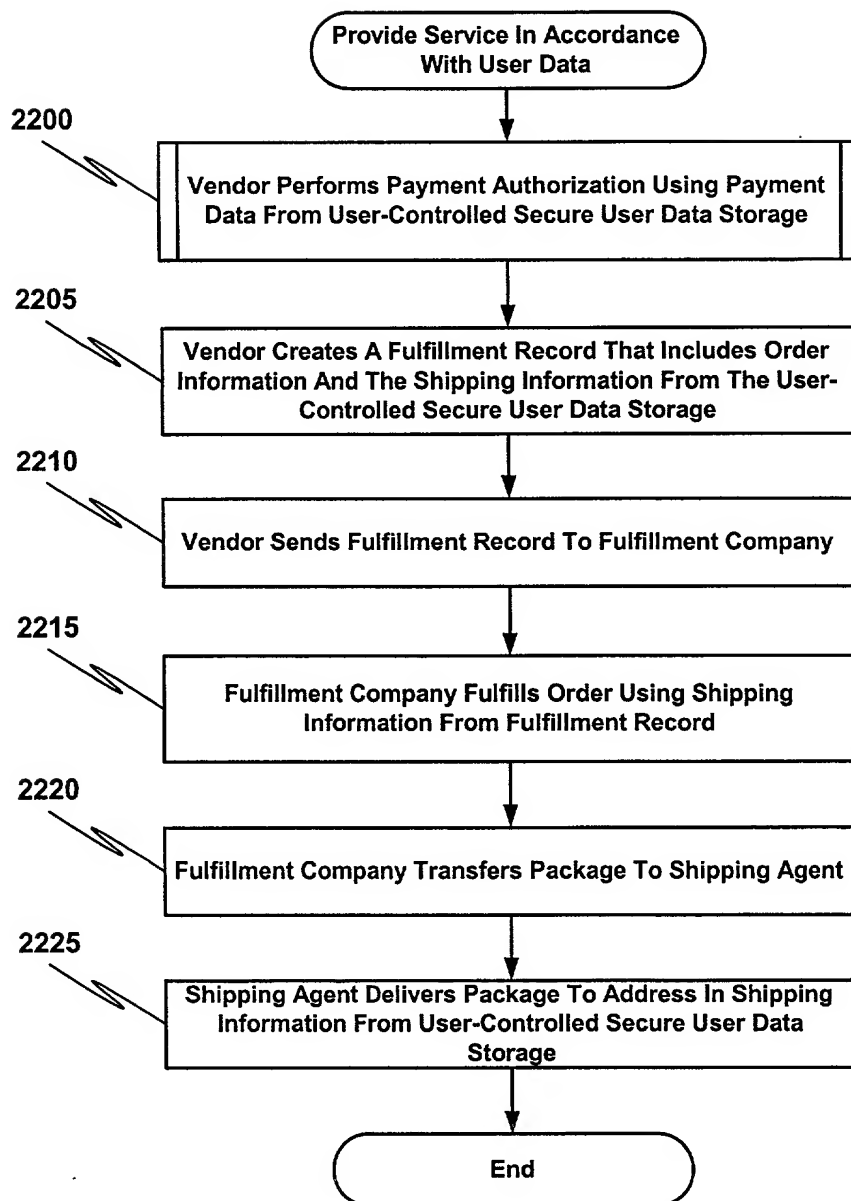 Provide Service In Accordance
With User Data
2200
Vendor Performs Payment Authorization Using Payment
Data From User-Controlled Secure User Data Storage
2205
Vendor Creates A Fulfillment Record That Includes Order
Information And The Shipping Information From The User-
Controlled Secure User Data Storage
2210
Vendor Sends Fulfillment Record To Fulfillment Company
2215
Fulfillment Company Fulfills Order Using Shipping
Information From Fulfillment Record
2220
Fulfillment Company Transfers Package To Shipping Agent
2225
Shipping Agent Delivers Package To Address In Shipping
Information From User-Controlled Secure User Data
Storage
End